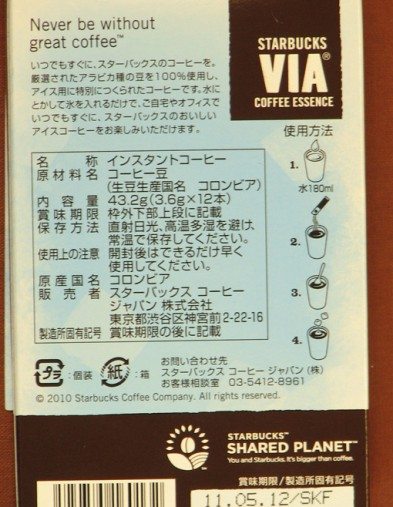 Never be without
great coffee™
いつでもすぐに、スターバックスのコーヒーを。
厳選されたアラビカ種の豆を100%使用し、
アイス用に特別につくられたコーヒーです。水に
とかして氷を入れるだけで、ご自宅やオフィスで
いつでもすぐに、スターバックスのおいしい
アイスコーヒーをお楽しみいただけます。
STARBUCKS
VIA®
COFFEE ESSENCE
使用方法
1.
水180ml
2.
3.
4.
名称 インスタントコーヒー
原材料名 コーヒー豆
(生豆生産国名 コロンビア)
内容量 43.2g(3.6g×12本)
賞味期限 枠外下部上段に記載
保存方法 直射日光、高温多湿を避け、
常温で保存してください。
使用上の注意 開封後はできるだけ早く
使用してください。
原産国名 コロンビア
販売者 スターバックス コーヒー
ジャパン 株式会社
東京都渋谷区神宮前2-22-16
製造所固有記号 賞味期限の後に記載
プラ :個装 紙 :箱
お問い合わせ先
スターバックス コーヒー ジャパン(株)
お客様相談室 03-5412-8961
© 2010 Starbucks Coffee Company. All rights reserved.
STARBUCKS™
SHARED PLANET™
You and Starbucks. It's bigger than coffee.
賞味期限/製造所固有記号
11.05.12/SKF